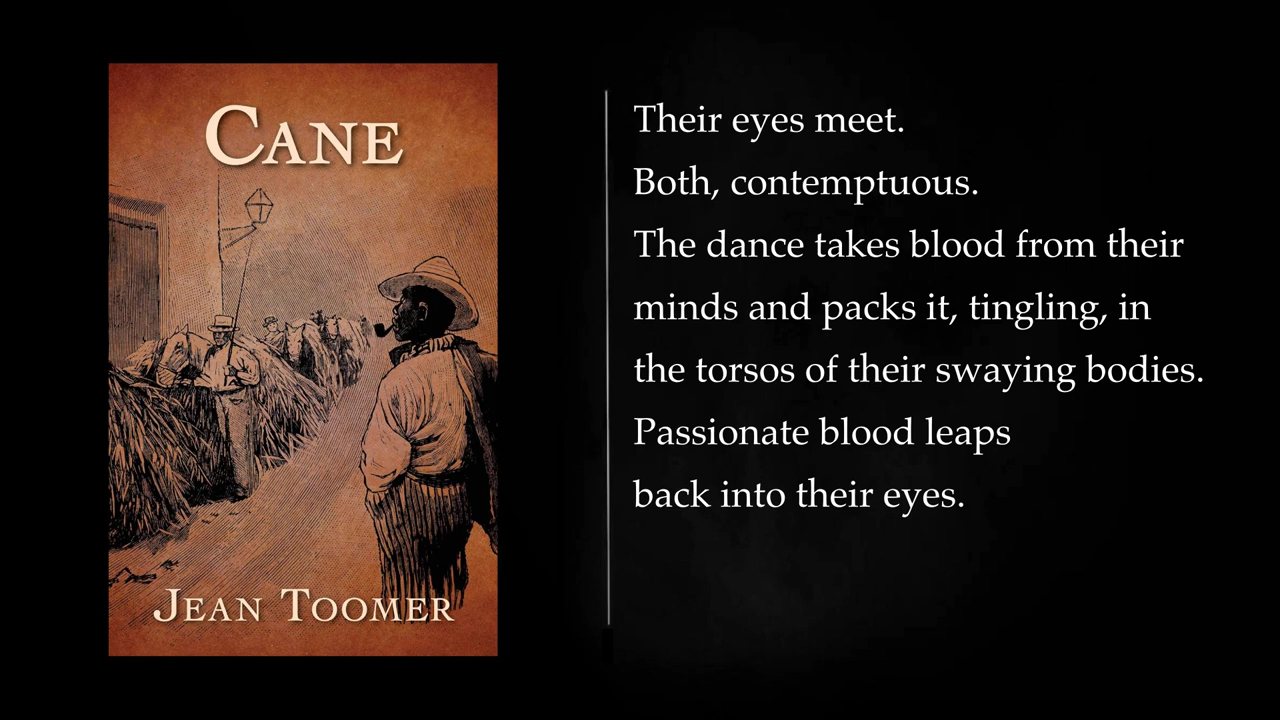 CANE
JEAN TOOMER
Their eyes meet.
Both, contemptuous.
The dance takes blood from their
minds and packs it, tingling, in
the torsos of their swaying bodies.
Passionate blood leaps
back into their eyes.